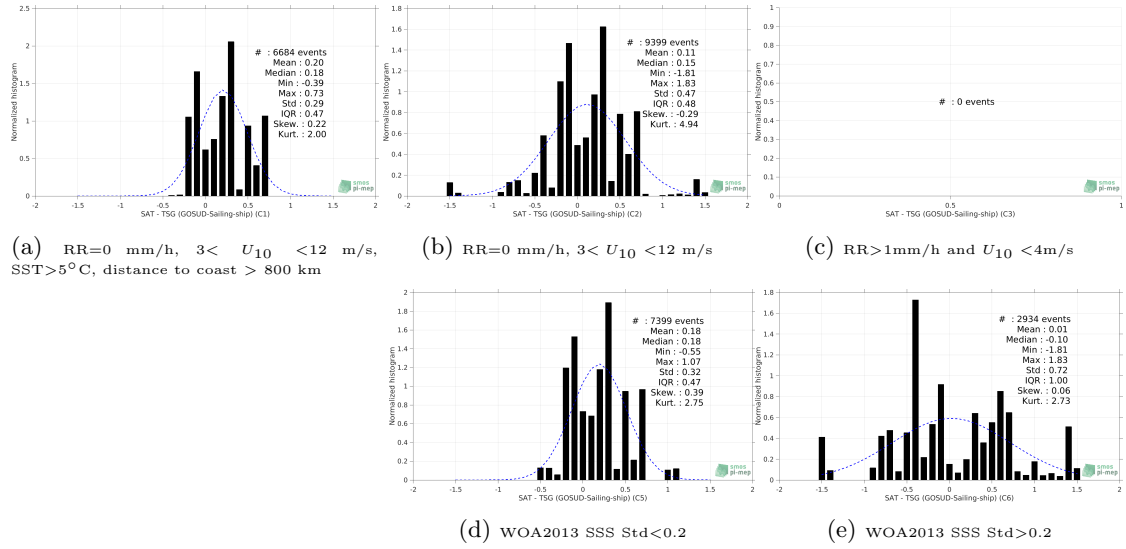 2.5
2
1.5
1
0.5
0
Normalized histogram
-2 -1.5 -1 -0.5 0 0.5 1 1.5 2
SAT - TSG (GOSUD-Sailing-ship) (C1)
# : 6684 events
Mean : 0.20
Median : 0.18
Min : -0.39
Max : 0.73
Std : 0.29
IQR : 0.47
Skew. : 0.22
Kurt. : 2.00
smos
pi-mep
(a) RR=0 mm/h, 3< U10 <12 m/s,
SST>5°C, distance to coast > 800 km
1.8
1.6
1.4
1.2
1
0.8
0.6
0.4
0.2
0
Normalized histogram
-2 -1.5 -1 -0.5 0 0.5 1 1.5 2
SAT - TSG (GOSUD-Sailing-ship) (C2)
# : 9399 events
Mean : 0.11
Median : 0.15
Min : -1.81
Max : 1.83
Std : 0.47
IQR : 0.48
Skew. : -0.29
Kurt. : 4.94
smos
pi-mep
(b) RR=0 mm/h, 3< U10 <12 m/s
1
0.9
0.8
0.7
0.6
0.5
0.4
0.3
0.2
0.1
0
Normalized histogram
0 0.5 1
SAT - TSG (GOSUD-Sailing-ship) (C3)
# : 0 events
smos
pi-mep
(c) RR>1mm/h and U10 <4m/s
2
1.8
1.6
1.4
1.2
1
0.8
0.6
0.4
0.2
0
Normalized histogram
-2 -1.5 -1 -0.5 0 0.5 1 1.5 2
SAT - TSG (GOSUD-Sailing-ship) (C5)
# : 7399 events
Mean : 0.18
Median : 0.18
Min : -0.55
Max : 1.07
Std : 0.32
IQR : 0.47
Skew. : 0.39
Kurt. : 2.75
smos
pi-mep
(d) WOA2013 SSS Std<0.2
1.8
1.6
1.4
1.2
1
0.8
0.6
0.4
0.2
0
Normalized histogram
-2 -1.5 -1 -0.5 0 0.5 1 1.5 2
SAT - TSG (GOSUD-Sailing-ship) (C6)
# : 2934 events
Mean : 0.01
Median : -0.10
Min : -1.81
Max : 1.83
Std : 0.72
IQR : 1.00
Skew. : 0.06
Kurt. : 2.73
smos
pi-mep
(e) WOA2013 SSS Std>0.2